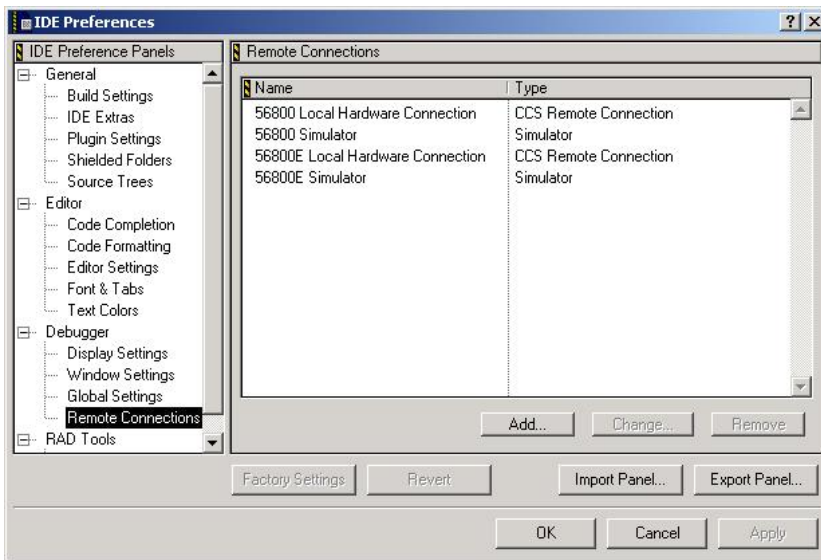 IDE Preferences
IDE Preference Panels
General
Build Settings
IDE Extras
Plugin Settings
Shielded Folders
Source Trees
Editor
Code Completion
Code Formatting
Editor Settings
Font & Tabs
Text Colors
Debugger
Display Settings
Window Settings
Global Settings
Remote Connections
RAD Tools
Remote Connections
Name Type
56800 Local Hardware Connection CCS Remote Connection
56800 Simulator Simulator
56800E Local Hardware Connection CCS Remote Connection
56800E Simulator Simulator
Add... Change... Remove
Factory Settings Revert Import Panel... Export Panel...
OK Cancel Apply